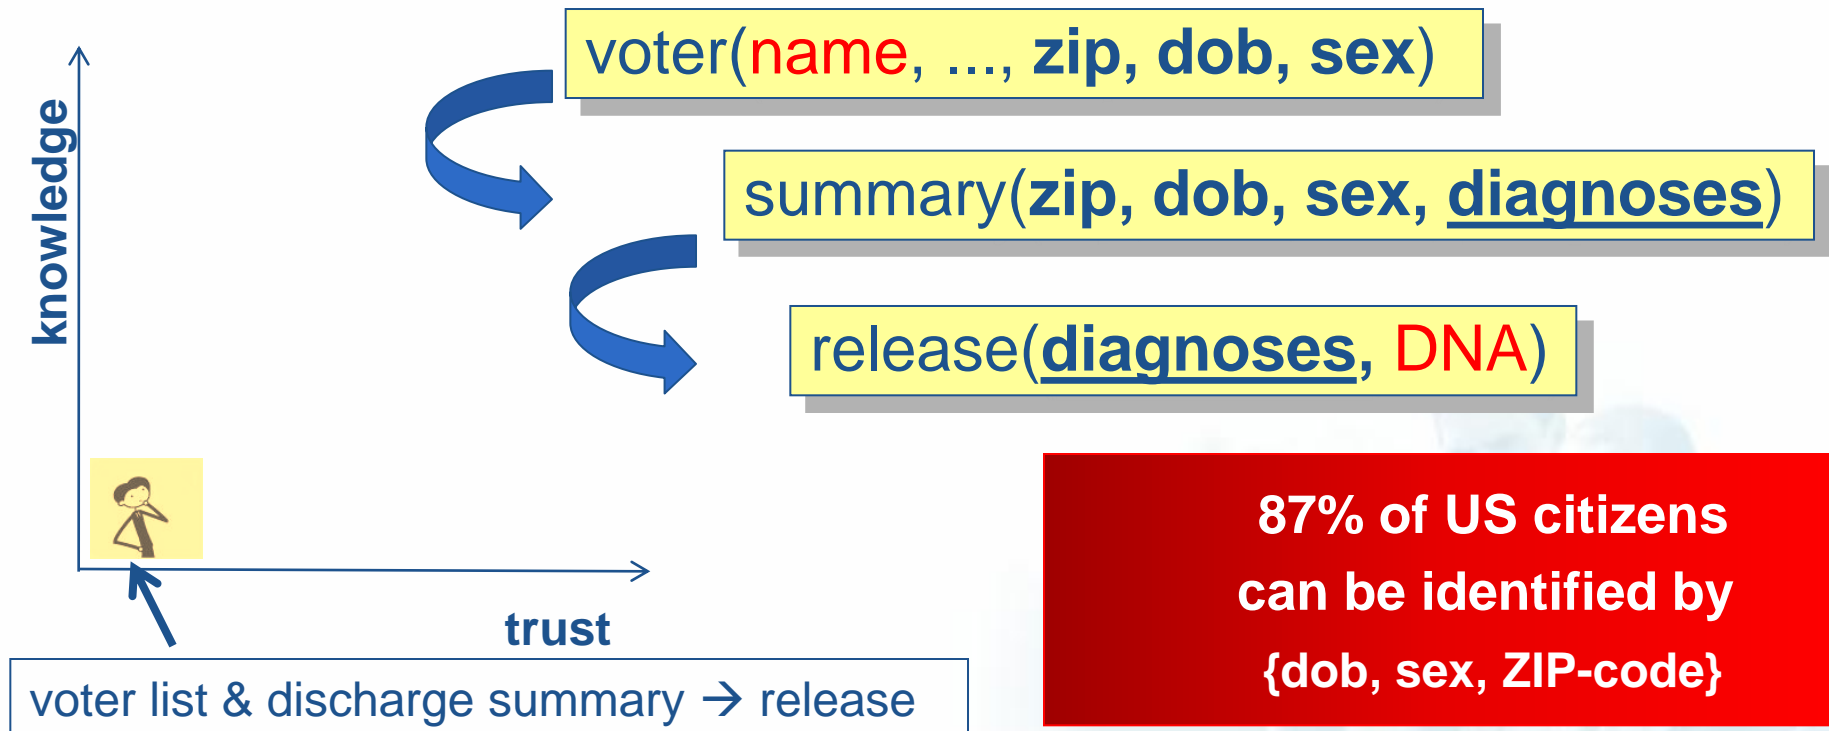 voter(name, ..., zip, dob, sex)
summary(zip, dob, sex, diagnoses)
release(diagnoses, DNA)
knowledge
trust
voter list & discharge summary → release
87% of US citizens
can be identified by
{dob, sex, ZIP-code}